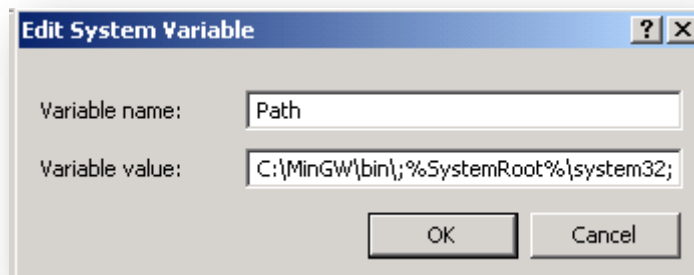 Edit System Variable
Variable name: Path
Variable value: C:\MinGW\bin\;%SystemRoot%\system32;
OK Cancel